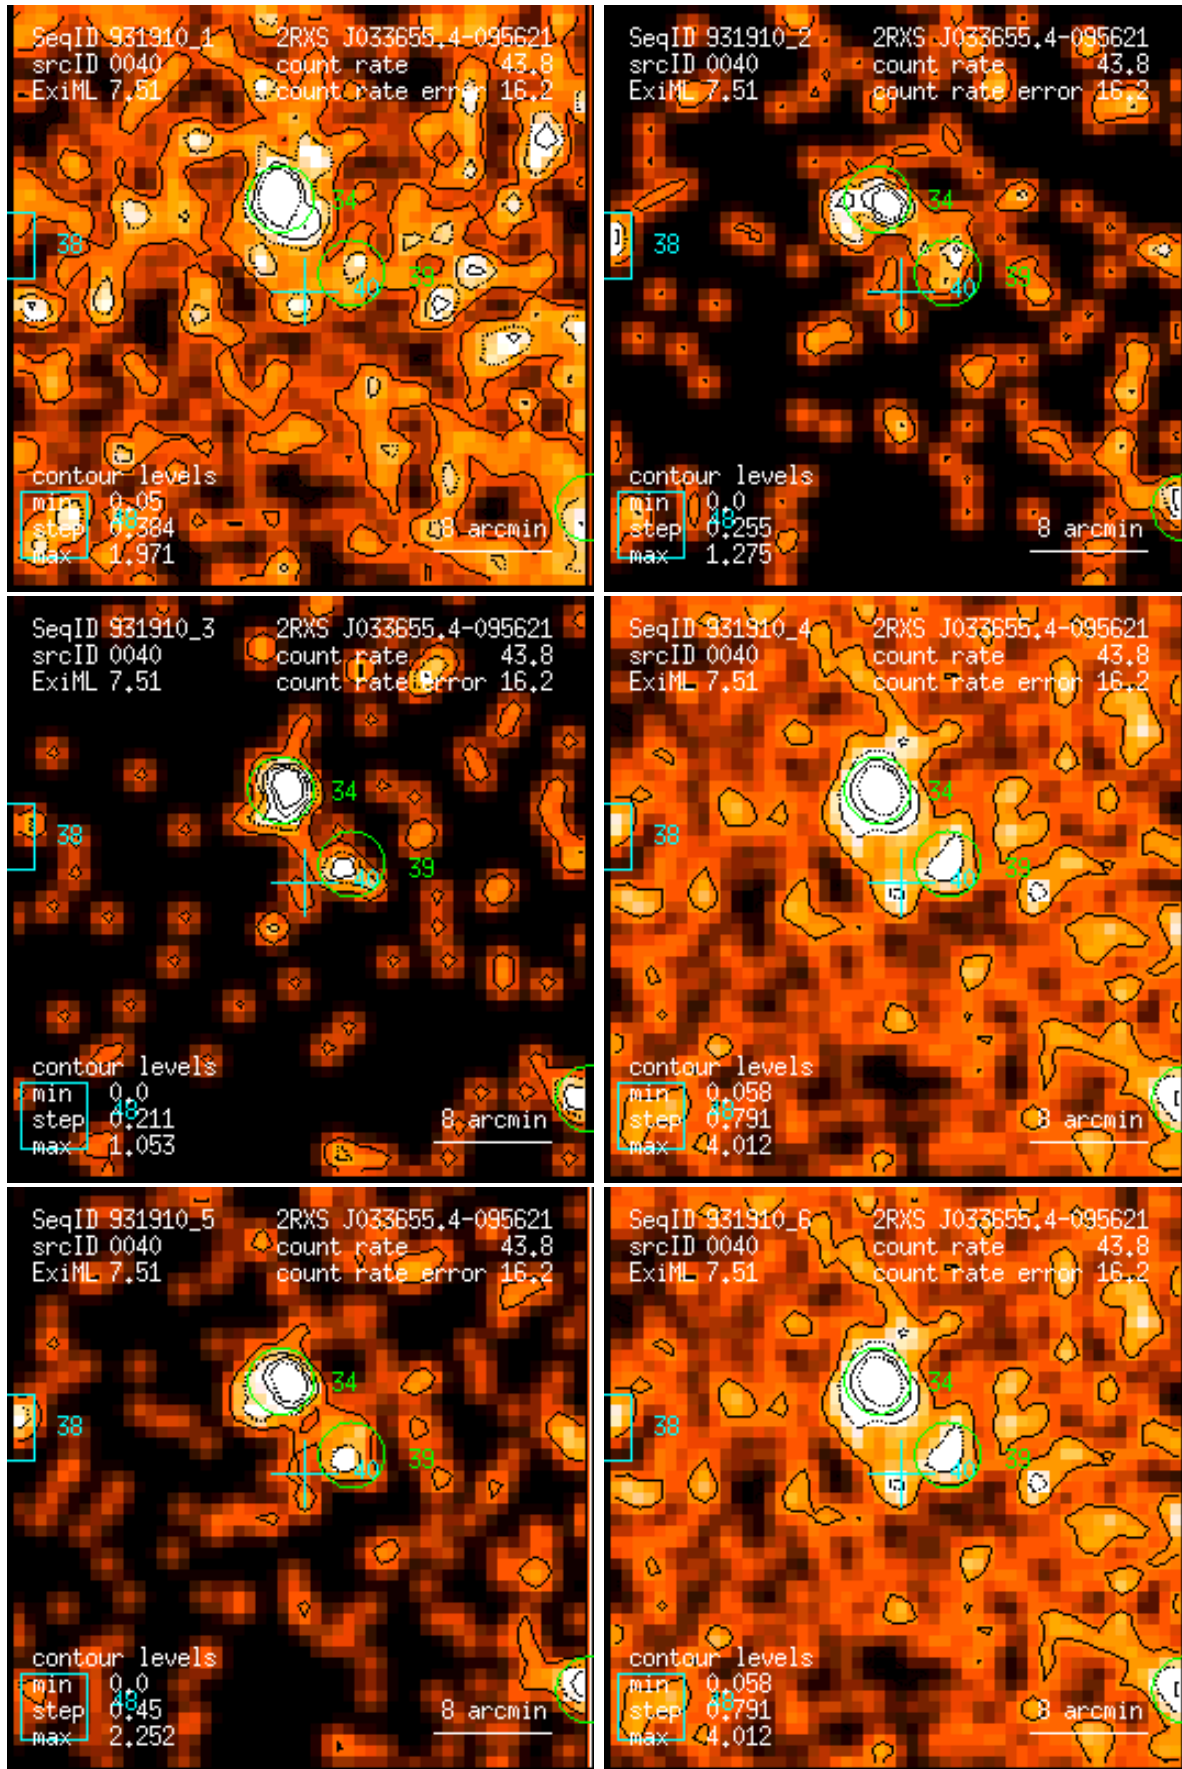 SeqID 931910_1 2RXS J033655.4-095621
srcID 0040 count rate 43.8
ExiML 7.51 count rate error 16.2
34
38
39
40
contour levels
min 0.05
48
step 0.384 8 arcmin
max 1.971
SeqID 931910_2 2RXS J033655.4-095621
srcID 0040 count rate 43.8
ExiML 7.51 count rate error 16.2
34
38
39
40
contour levels
min 0.0
48
step 0.255 8 arcmin
max 1.275
SeqID 931910_3 2RXS J033655.4-095621
srcID 0040 count rate 43.8
ExiML 7.51 count rate error 16.2
34
38
39
40
contour levels
min 0.0
48
step 0.211 8 arcmin
max 1.053
SeqID 931910_4 2RXS J033655.4-095621
srcID 0040 count rate 43.8
ExiML 7.51 count rate error 16.2
34
38
39
40
contour levels
min 0.058
48
step 0.791 8 arcmin
max 4.012
SeqID 931910_5 2RXS J033655.4-095621
srcID 0040 count rate 43.8
ExiML 7.51 count rate error 16.2
34
38
39
40
contour levels
min 0.0
48
step 0.45 8 arcmin
max 2.252
SeqID 931910_6 2RXS J033655.4-095621
srcID 0040 count rate 43.8
ExiML 7.51 count rate error 16.2
34
38
39
40
contour levels
min 0.058
48
step 0.791 8 arcmin
max 4.012